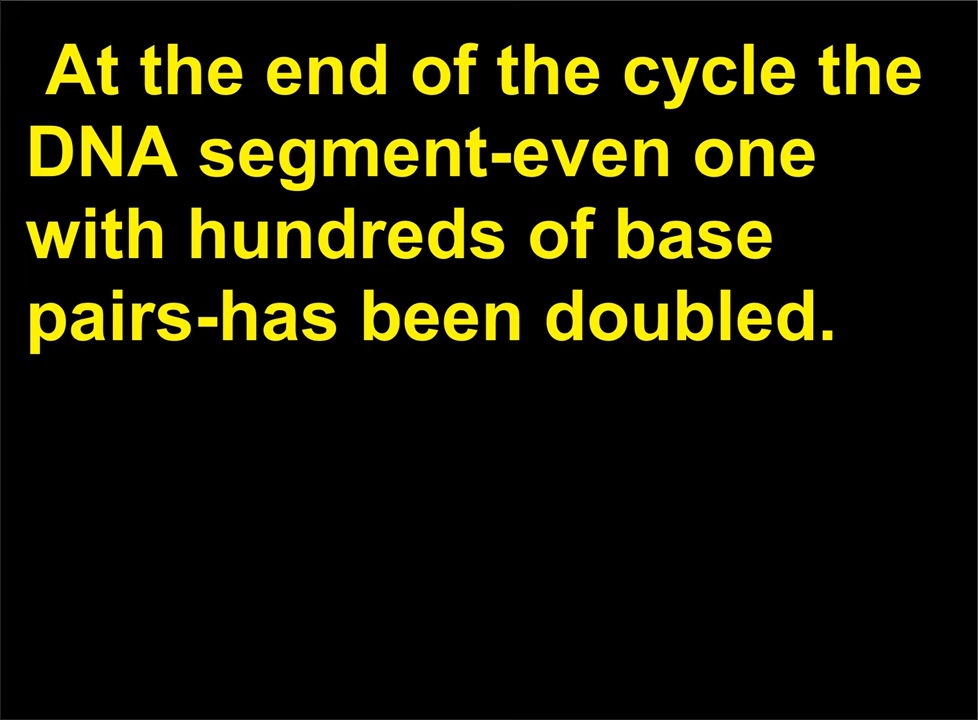 At the end of the cycle the
DNA segment-even one
with hundreds of base
pairs-has been doubled.